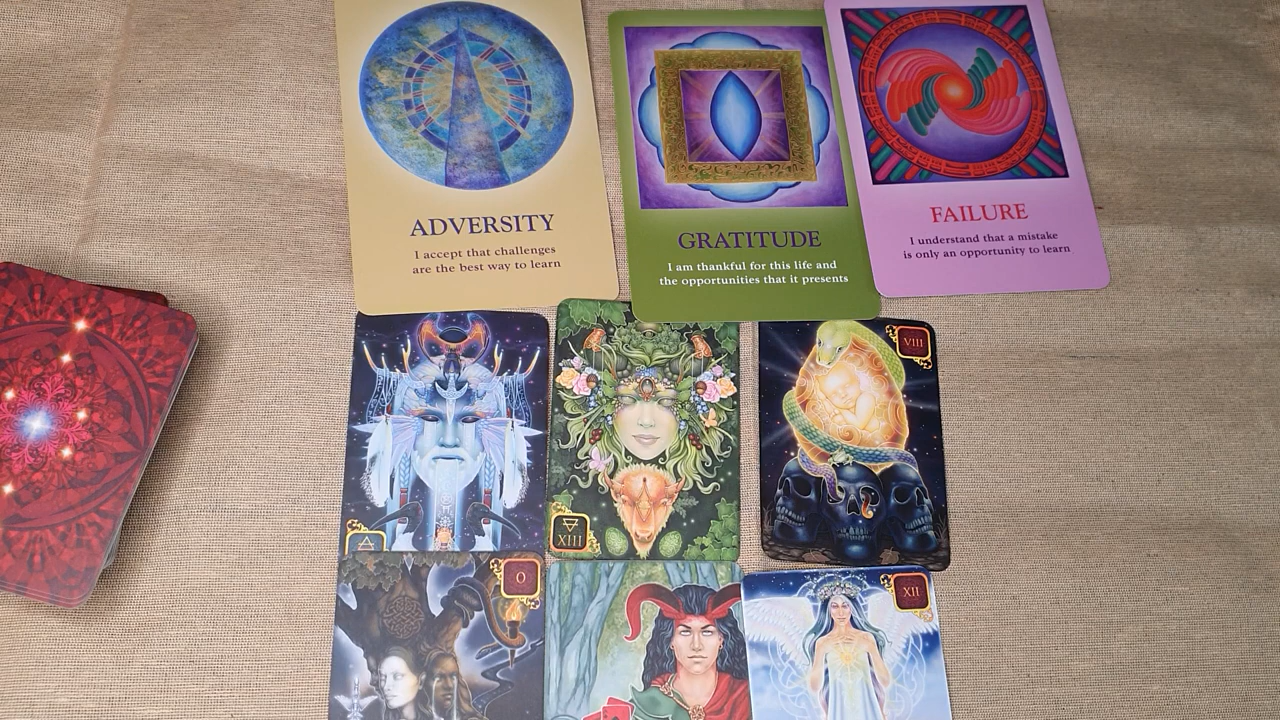 ADVERSITY
I accept that challenges
are the best way to learn
GRATITUDE
I am thankful for this life and
the opportunities that it presents
FAILURE
I understand that a mistake
is only an opportunity to learn
VIII
XIII
0
XII